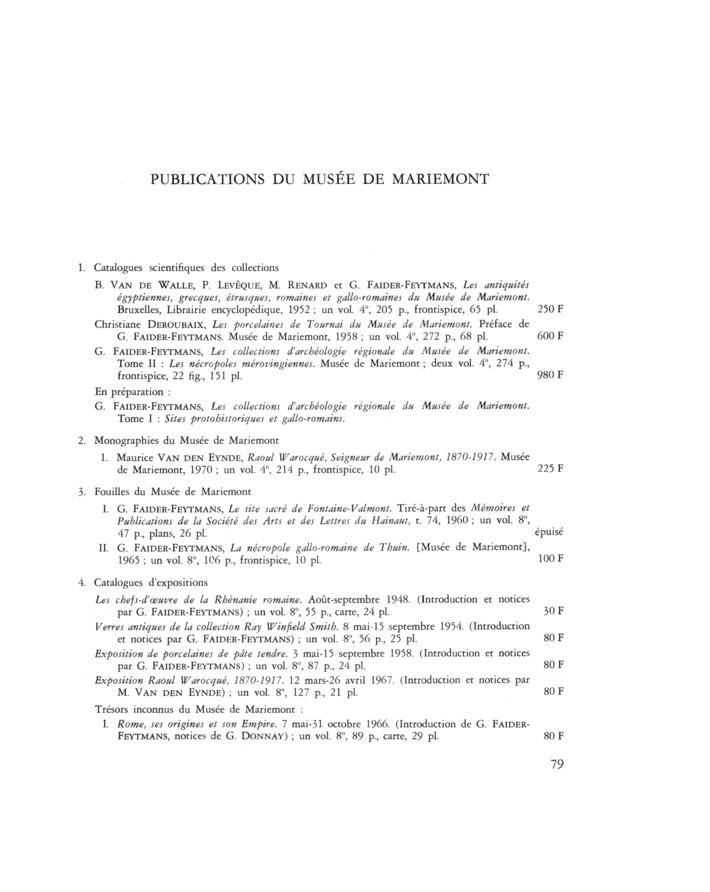 PUBLICATIONS DU MUSÉE DE MARIEMONT
1. Catalogues scientifiques des collections
B. VAN DE WALLE, P. LEVÊQUE, M. RENARD et G. FAIDER-FEYTMANS, Les antiquités
égyptiennes, grecques, étrusques, romaines et gallo-romaines du Musée de Mariemont.
Bruxelles, Librairie encyclopédique, 1952 ; un vol. 4°, 205 p., frontispice, 65 pl. 250 F
Christiane DEROUBAIX, Les porcelaines de Tournai du Musée de Mariemont. Préface de
G. FAIDER-FEYTMANS. Musée de Mariemont, 1958 ; un vol. 4°, 272 p., 68 pl. 600 F
G. FAIDER-FEYTMANS, Les collections d'archéologie régionale du Musée de Mariemont.
Tome II : Les nécropoles mérovingiennes. Musée de Mariemont ; deux vol. 4°, 274 p.,
frontispice, 22 fig., 151 pl. 980 F
En préparation :
G. FAIDER-FEYTMANS, Les collections d'archéologie régionale du Musée de Mariemont.
Tome I : Sites protohistoriques et gallo-romains.
2. Monographies du Musée de Mariemont
1. Maurice VAN DEN EYNDE, Raoul Warocqué, Seigneur de Mariemont, 1870-1917. Musée
de Mariemont, 1970 ; un vol. 4°, 214 p., frontispice, 10 pl. 225 F
3. Fouilles du Musée de Mariemont
I. G. FAIDER-FEYTMANS, Le site sacré de Fontaine-Valmont. Tiré-à-part des Mémoires et
Publications de la Société des Arts et des Lettres du Hainaut, t. 74, 1960 ; un vol. 8°,
47 p., plans, 26 pl. épuisé
II. G. FAIDER-FEYTMANS, La nécropole gallo-romaine de Thuin. [Musée de Mariemont],
1965 ; un vol. 8°, 106 p., frontispice, 10 pl. 100 F
4. Catalogues d'expositions
Les chefs-d'œuvre de la Rhénanie romaine. Août-septembre 1948. (Introduction et notices
par G. FAIDER-FEYTMANS) ; un vol. 8°, 55 p., carte, 24 pl. 30 F
Verres antiques de la collection Ray Winfield Smith. 8 mai-15 septembre 1954. (Introduction
et notices par G. FAIDER-FEYTMANS) ; un vol. 8°, 56 p., 25 pl. 80 F
Exposition de porcelaines de pâte tendre. 3 mai-15 septembre 1958. (Introduction et notices
par G. FAIDER-FEYTMANS) ; un vol. 8°, 87 p., 24 pl. 80 F
Exposition Raoul Warocqué, 1870-1917. 12 mars-26 avril 1967. (Introduction et notices par
M. VAN DEN EYNDE) ; un vol. 8°, 127 p., 21 pl. 80 F
Trésors inconnus du Musée de Mariemont :
I. Rome, ses origines et son Empire. 7 mai-31 octobre 1966. (Introduction de G. FAIDER-
FEYTMANS, notices de G. DONNAY) ; un vol. 8°, 89 p., carte, 29 pl. 80 F
79